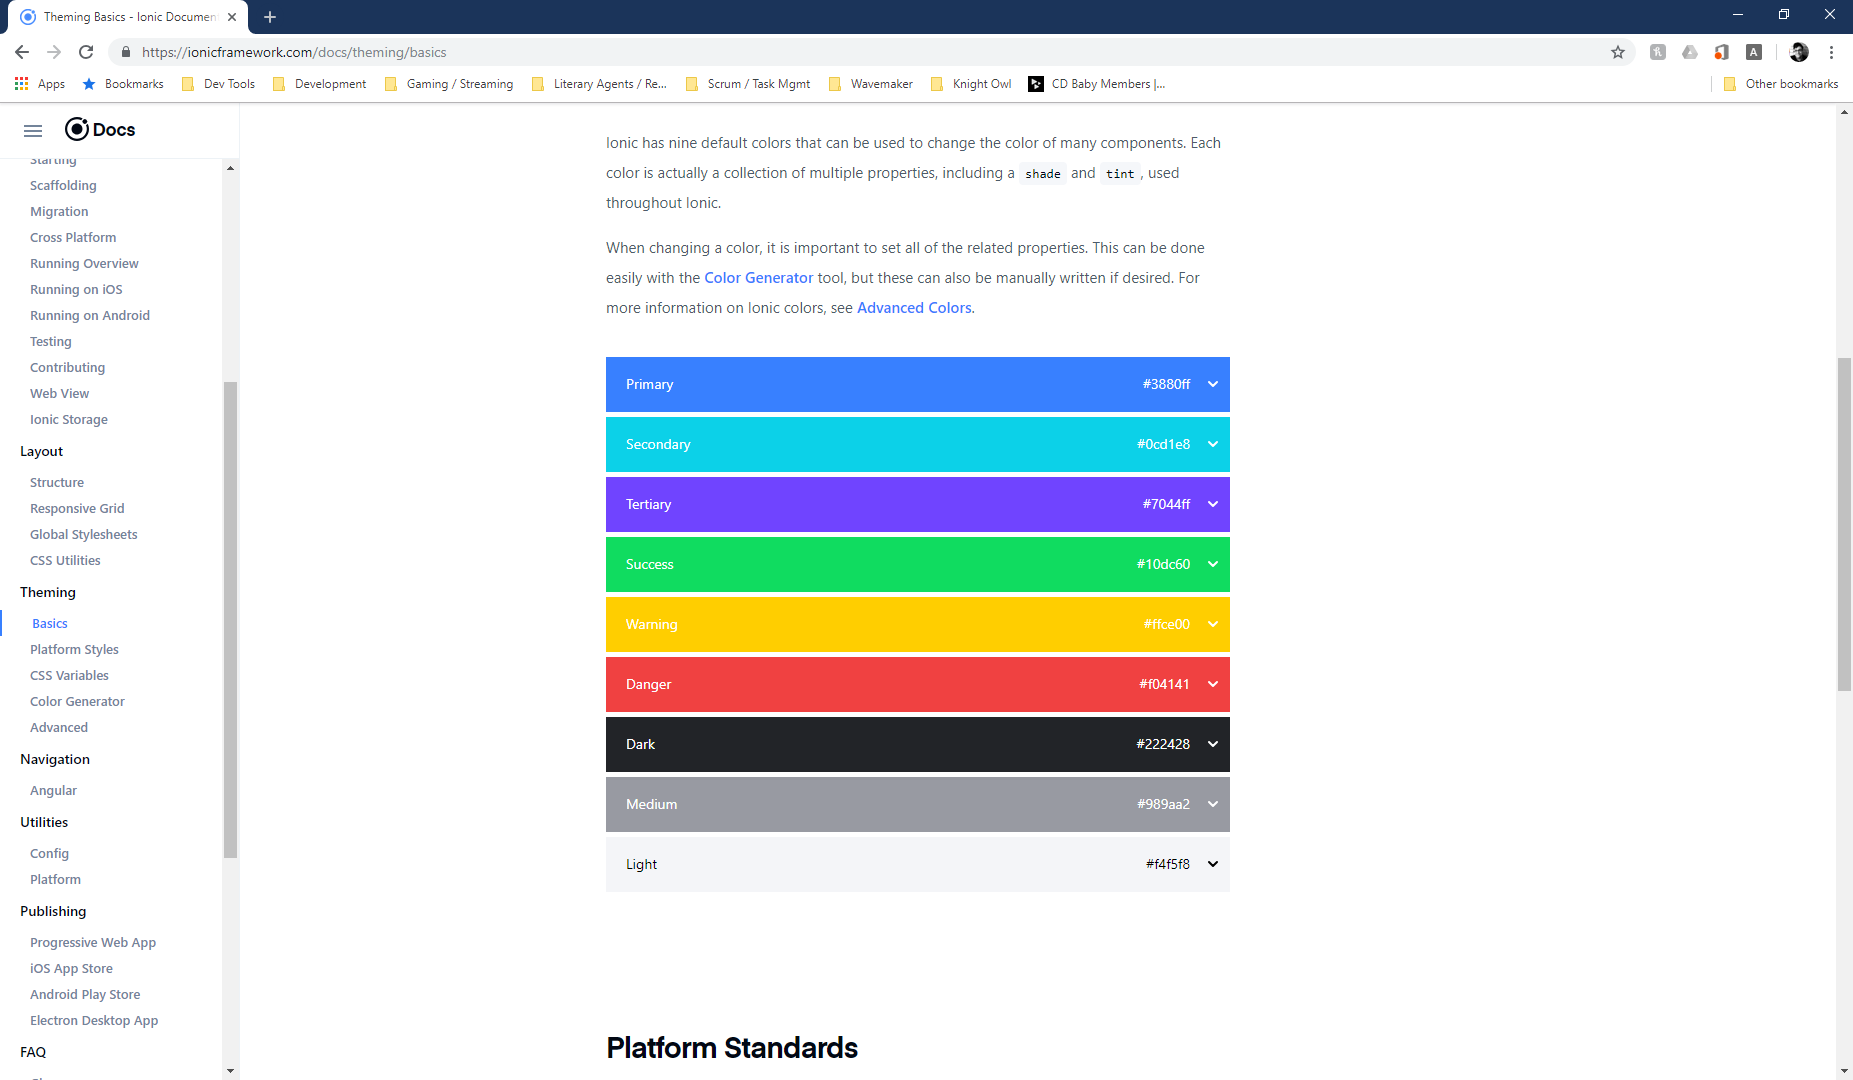 Theming Basics - Ionic Document
https://ionicframework.com/docs/theming/basics
Apps Bookmarks Dev Tools Development Gaming / Streaming Literary Agents / Re... Scrum / Task Mgmt Wavemaker Knight Owl CD Baby Members |... Other bookmarks
Docs
Starting
Scaffolding
Migration
Cross Platform
Running Overview
Running on iOS
Running on Android
Testing
Contributing
Web View
Ionic Storage
Layout
Structure
Responsive Grid
Global Stylesheets
CSS Utilities
Theming
Basics
Platform Styles
CSS Variables
Color Generator
Advanced
Navigation
Angular
Utilities
Config
Platform
Publishing
Progressive Web App
iOS App Store
Android Play Store
Electron Desktop App
FAQ
Ionic has nine default colors that can be used to change the color of many components. Each
color is actually a collection of multiple properties, including a shade and tint, used
throughout Ionic.
When changing a color, it is important to set all of the related properties. This can be done
easily with the Color Generator tool, but these can also be manually written if desired. For
more information on Ionic colors, see Advanced Colors.
Primary #3880ff
Secondary #0cd1e8
Tertiary #7044ff
Success #10dc60
Warning #ffce00
Danger #f04141
Dark #222428
Medium #989aa2
Light #f4f5f8
Platform Standards